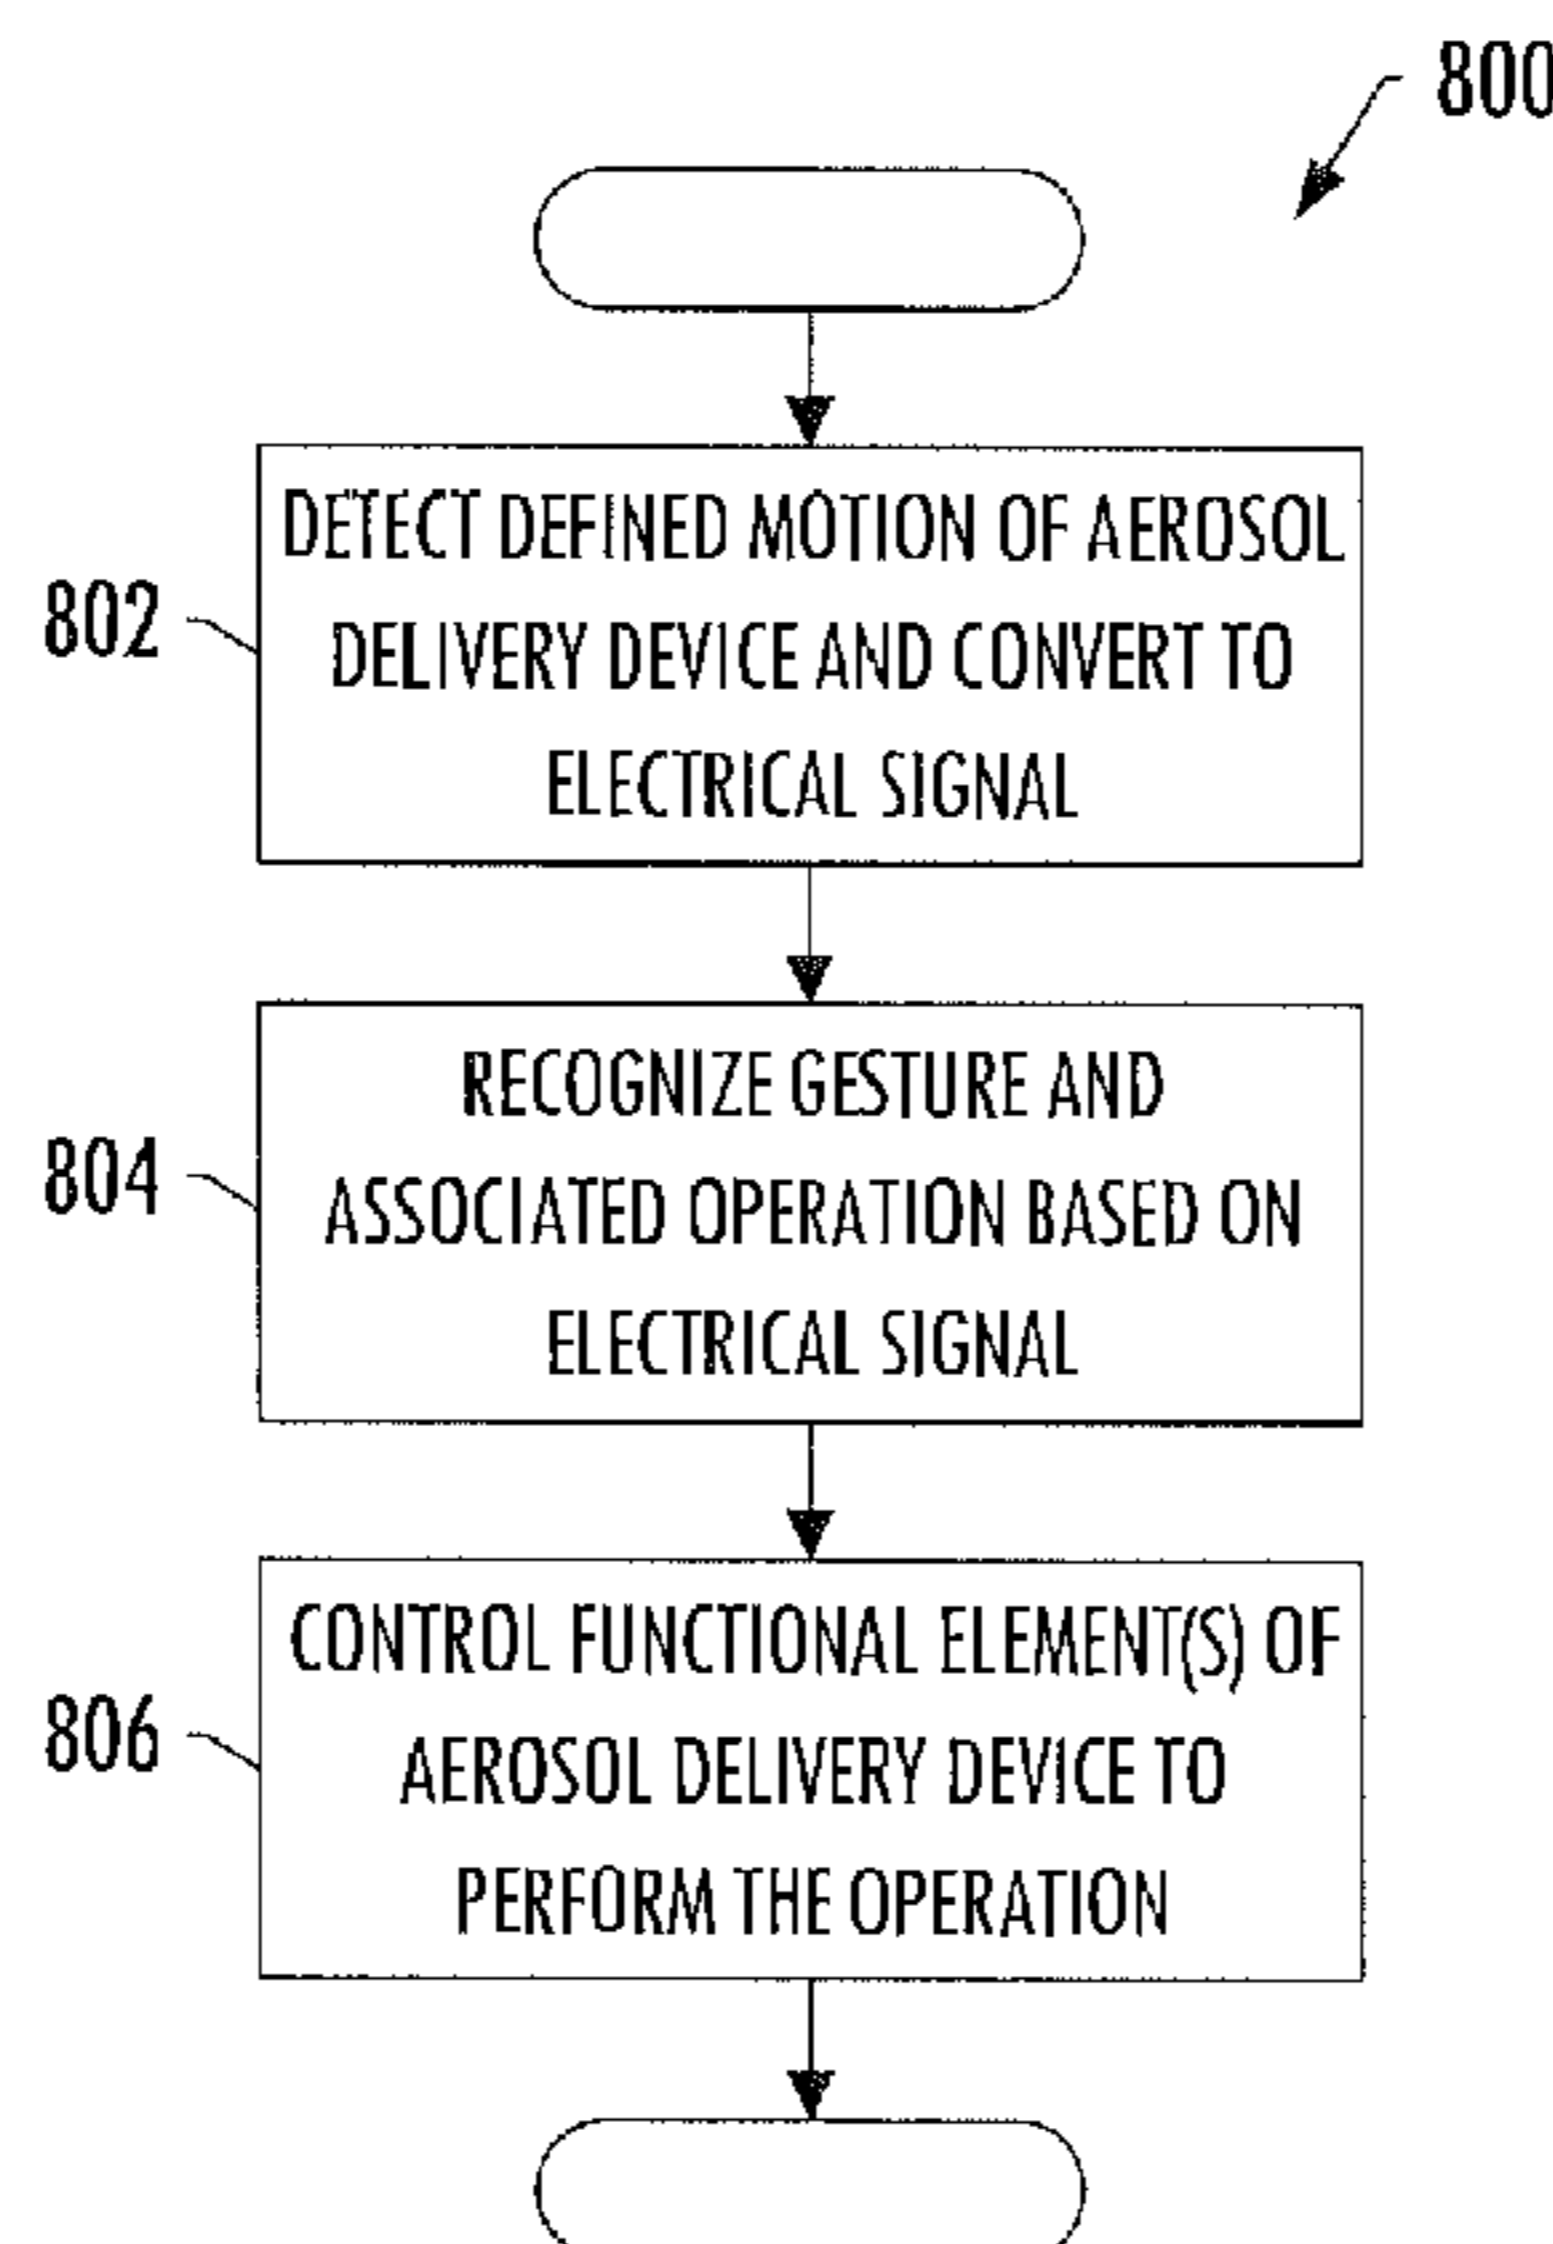 800
DETECT DEFINED MOTION OF AEROSOL
DELIVERY DEVICE AND CONVERT TO
ELECTRICAL SIGNAL
802
RECOGNIZE GESTURE AND
ASSOCIATED OPERATION BASED ON
ELECTRICAL SIGNAL
804
CONTROL FUNCTIONAL ELEMENT(S) OF
AEROSOL DELIVERY DEVICE TO
PERFORM THE OPERATION
806